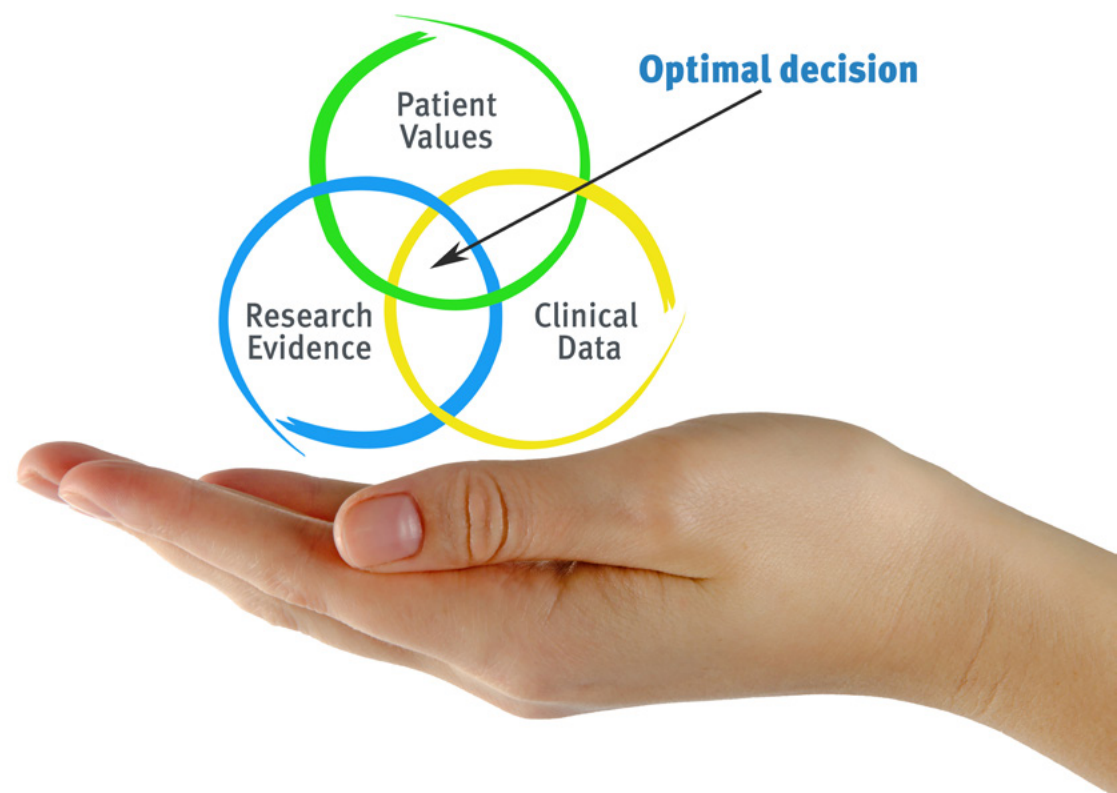 Optimal decision
Patient
Values
Research
Evidence
Clinical
Data